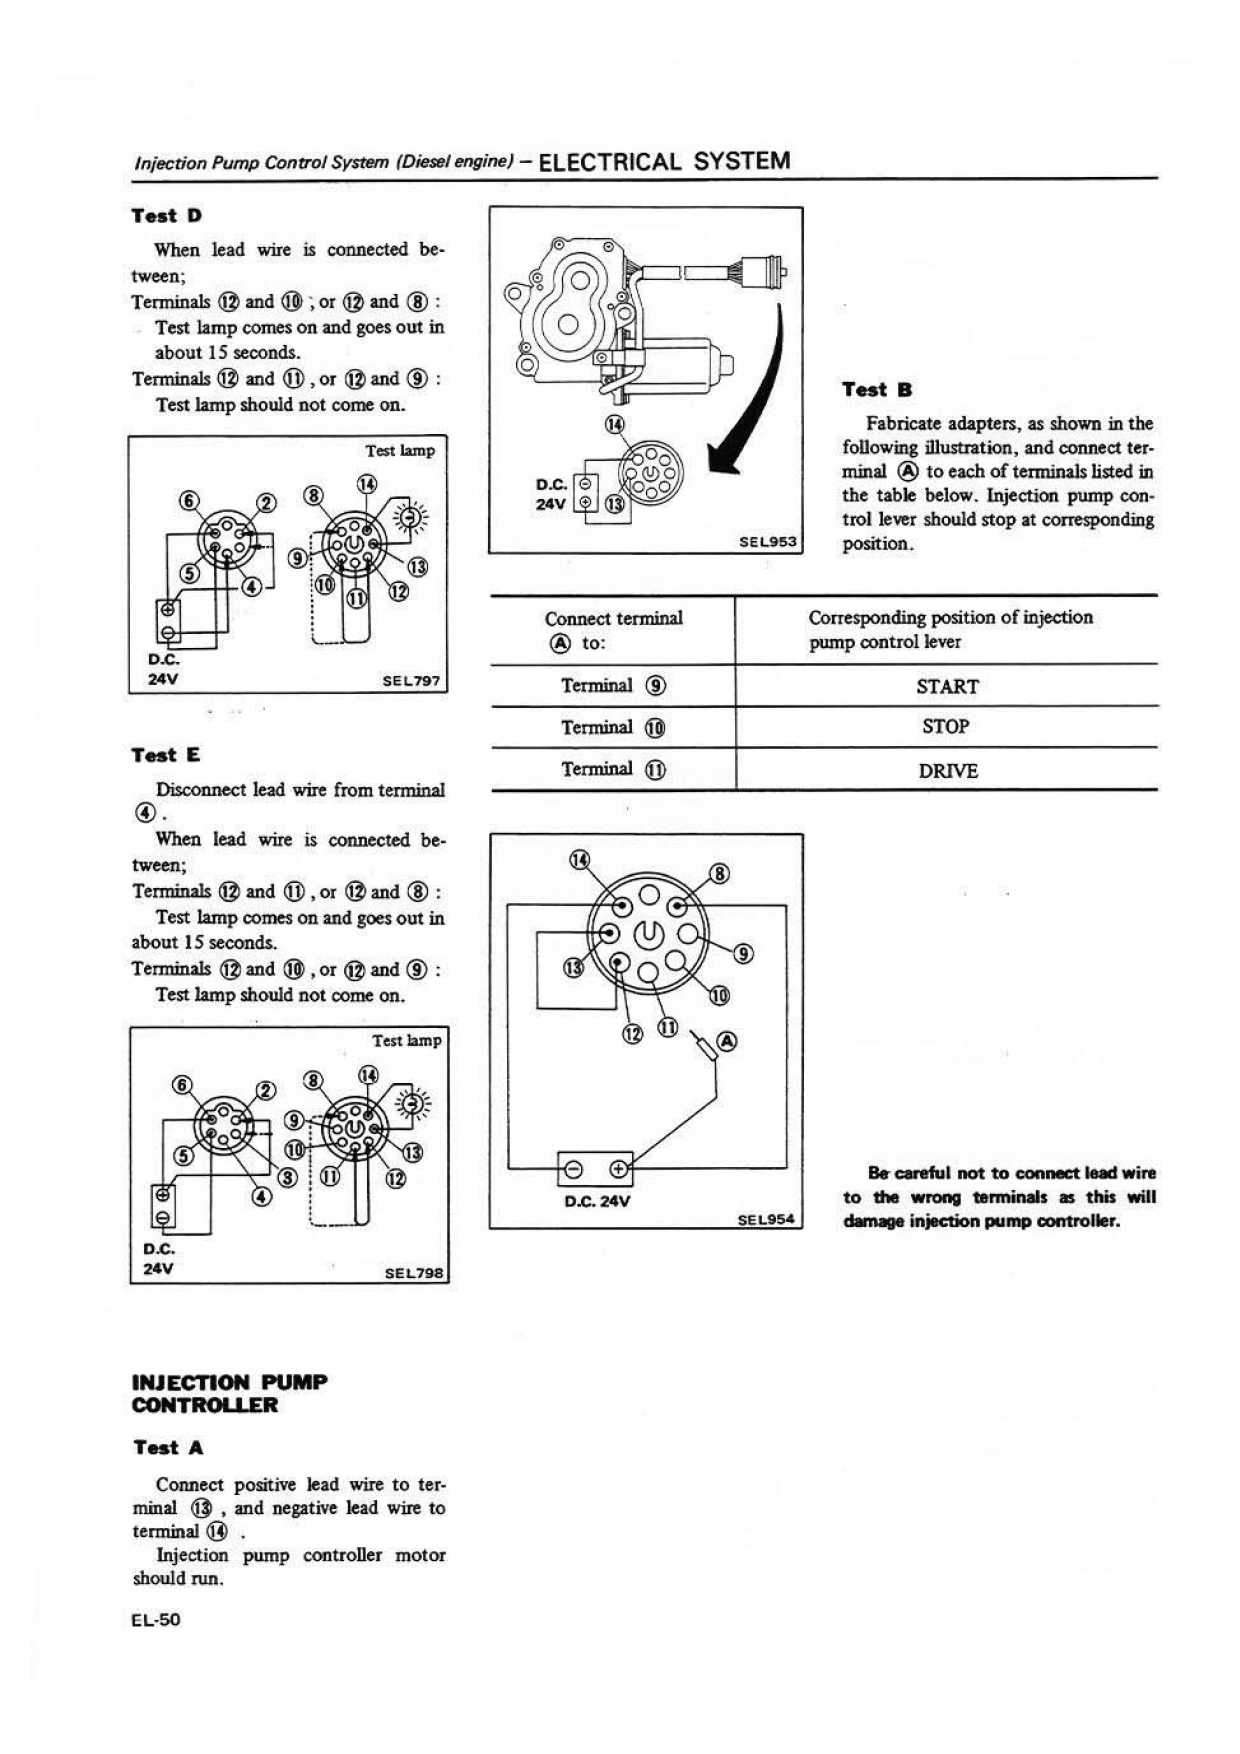 Injection Pump Control System (Diesel engine) – ELECTRICAL SYSTEM
Test D
When lead wire is connected be-
tween;
Terminals ⑫ and ⑩ ; or ⑫ and ⑧ :
Test lamp comes on and goes out in
about 15 seconds.
Terminals ⑫ and ⑪ , or ⑫ and ⑨ :
Test lamp should not come on.
Test lamp
⑥ ② ⑧ ⑭
⑤ ④ ⑨ ⑩ ⑪ ⑫ ⑬
⊕
⊖
D.C.
24V
SEL797
Test E
Disconnect lead wire from terminal
④ .
When lead wire is connected be-
tween;
Terminals ⑫ and ⑪ , or ⑫ and ⑧ :
Test lamp comes on and goes out in
about 15 seconds.
Terminals ⑫ and ⑩ , or ⑫ and ⑨ :
Test lamp should not come on.
Test lamp
⑥ ② ⑧ ⑭
⑤ ④ ③ ⑨ ⑩ ⑪ ⑫ ⑬
⊕
⊖
D.C.
24V
SEL798
INJECTION PUMP
CONTROLLER
Test A
Connect positive lead wire to ter-
minal ⑬ , and negative lead wire to
terminal ⑭ .
Injection pump controller motor
should run.
EL-50
⑭
D.C.
24V
⊖
⊕
⑬
SEL953
Test B
Fabricate adapters, as shown in the
following illustration, and connect ter-
minal Ⓐ to each of terminals listed in
the table below. Injection pump con-
trol lever should stop at corresponding
position.
Connect terminal
Ⓐ to:
Corresponding position of injection
pump control lever
Terminal ⑨ START
Terminal ⑩ STOP
Terminal ⑪ DRIVE
⑭ ⑧
⑬ ⑨
⑩
⑫ ⑪ Ⓐ
⊖ ⊕
D.C. 24V
SEL954
Be careful not to connect lead wire
to the wrong terminals as this will
damage injection pump controller.